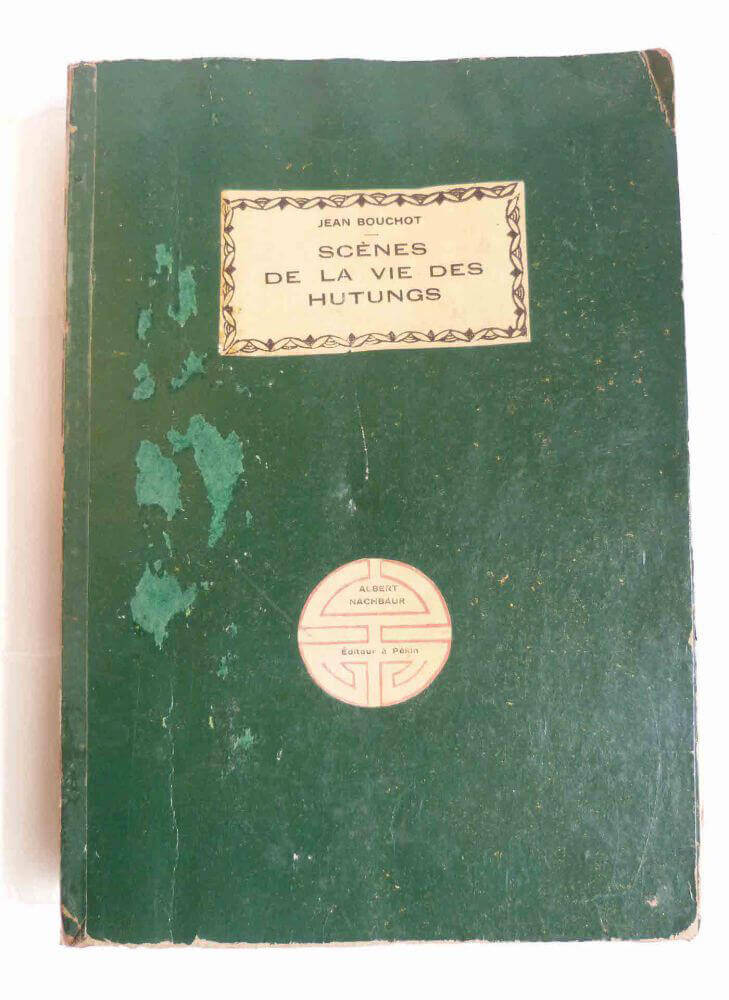 JEAN BOUCHOT
SCÈNES
DE LA VIE DES
HUTUNGS
ALBERT
NACHBAUR
Éditeur à Pékin